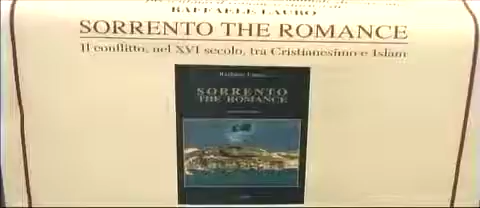 RAFFAELE LAURO
SORRENTO THE ROMANCE
Il conflitto, nel XVI secolo, tra Cristianesimo e Islam
SORRENTO
THE ROMANCE